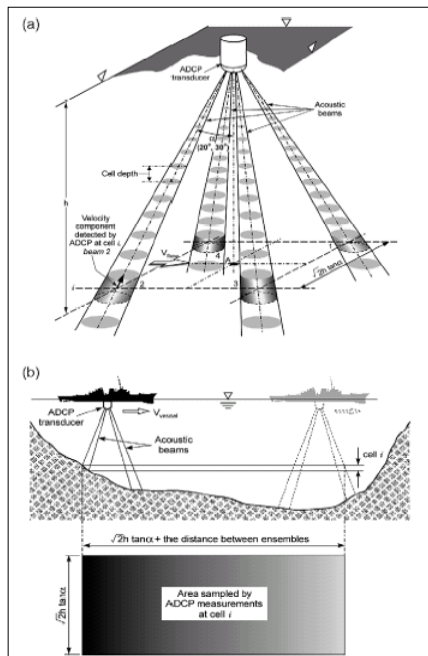 (a)
ADCP
transducer
Acoustic
beams
α
(20°, 30°)
Cell depth
h
Velocity
component
detected by
ADCP at cell i,
beam 2
4
1
√2h tanα
i
2
3
(b)
ADCP
transducer
V vessel
Acoustic
beams
cell i
√2h tanα + the distance between ensembles
√2h tanα
Area sampled by
ADCP measurements
at cell i